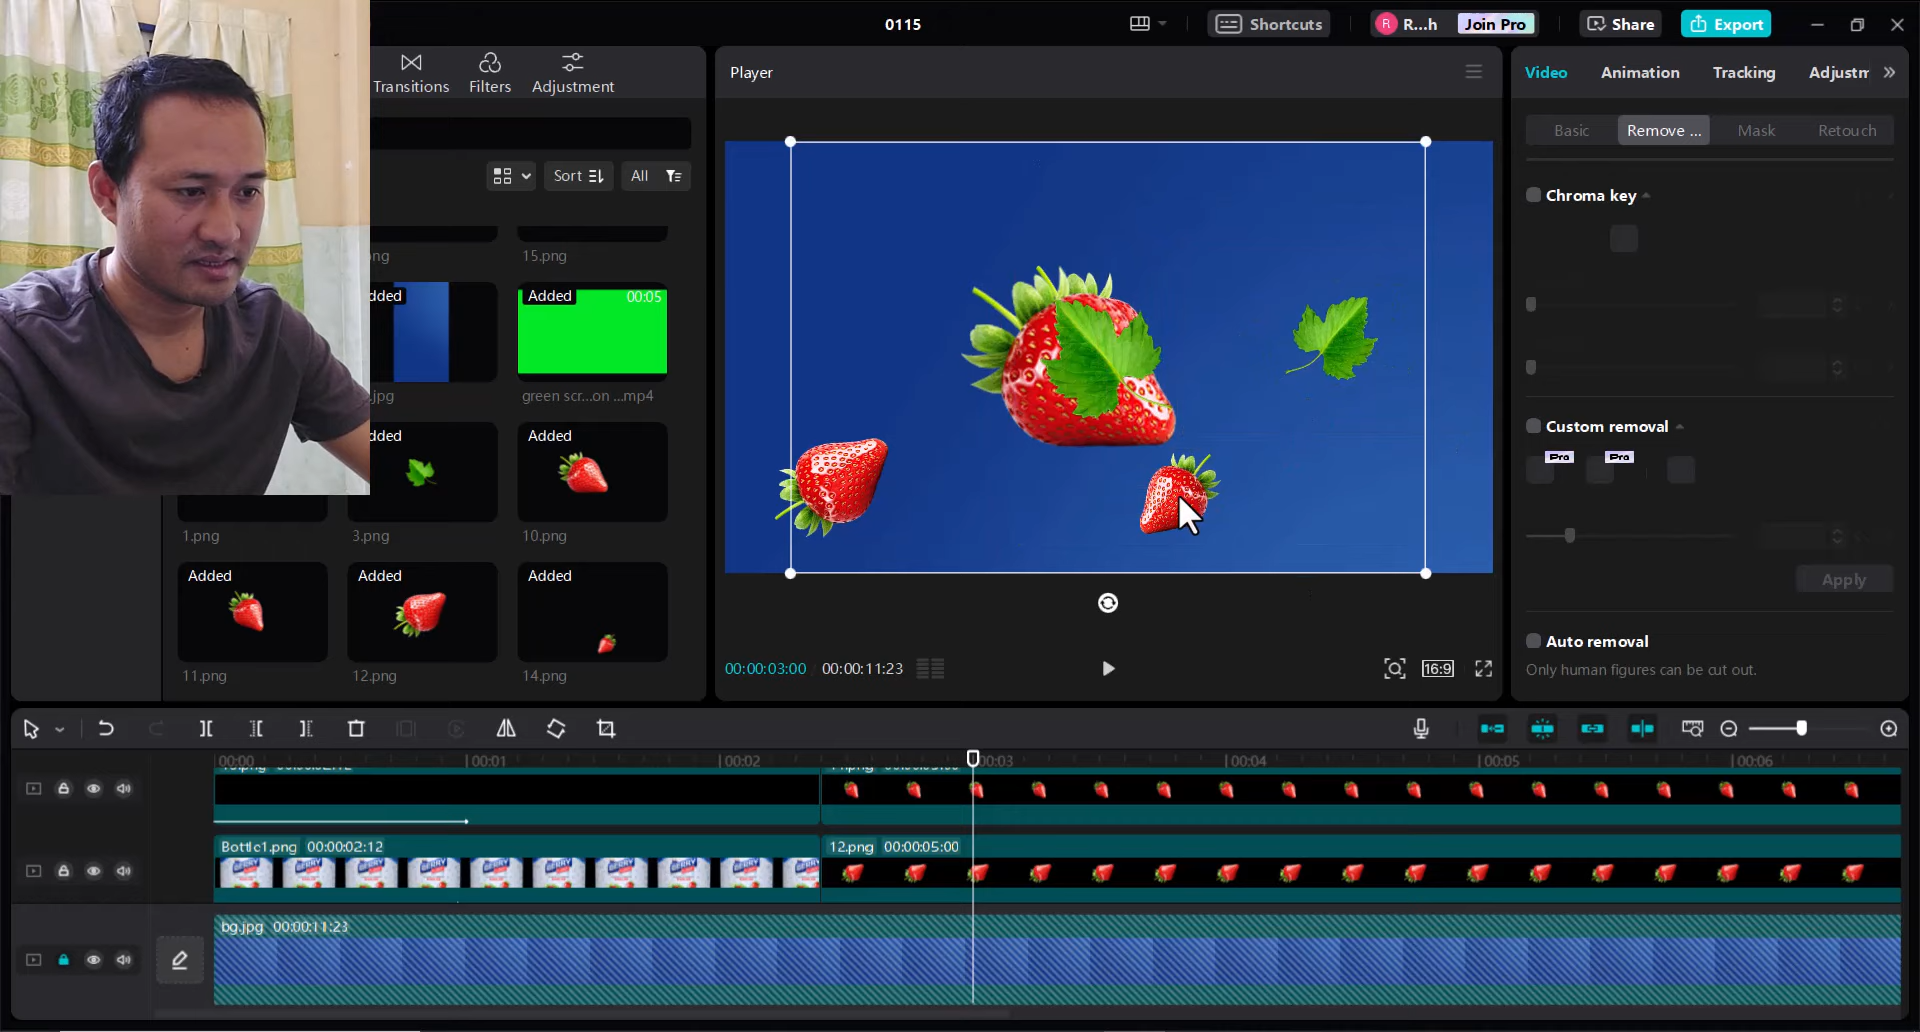 0115
Shortcuts
R...h
Join Pro
Share
Export
Transitions
Filters
Adjustment
Sort
All
15.png
Added
00:05
green scr...on ...mp4
Added
1.png
3.png
10.png
Added
Added
Added
11.png
12.png
14.png
Player
00:00:03:00
00:00:11:23
16:9
Video
Animation
Tracking
Adjustm
Basic
Remove ...
Mask
Retouch
Chroma key
Custom removal
Pro
Pro
Apply
Auto removal
Only human figures can be cut out.
00:00
00:01
00:02
00:03
00:04
00:05
00:06
Bottle1.png 00:00:02:12
12.png 00:00:05:00
bg.jpg 00:00:11:23